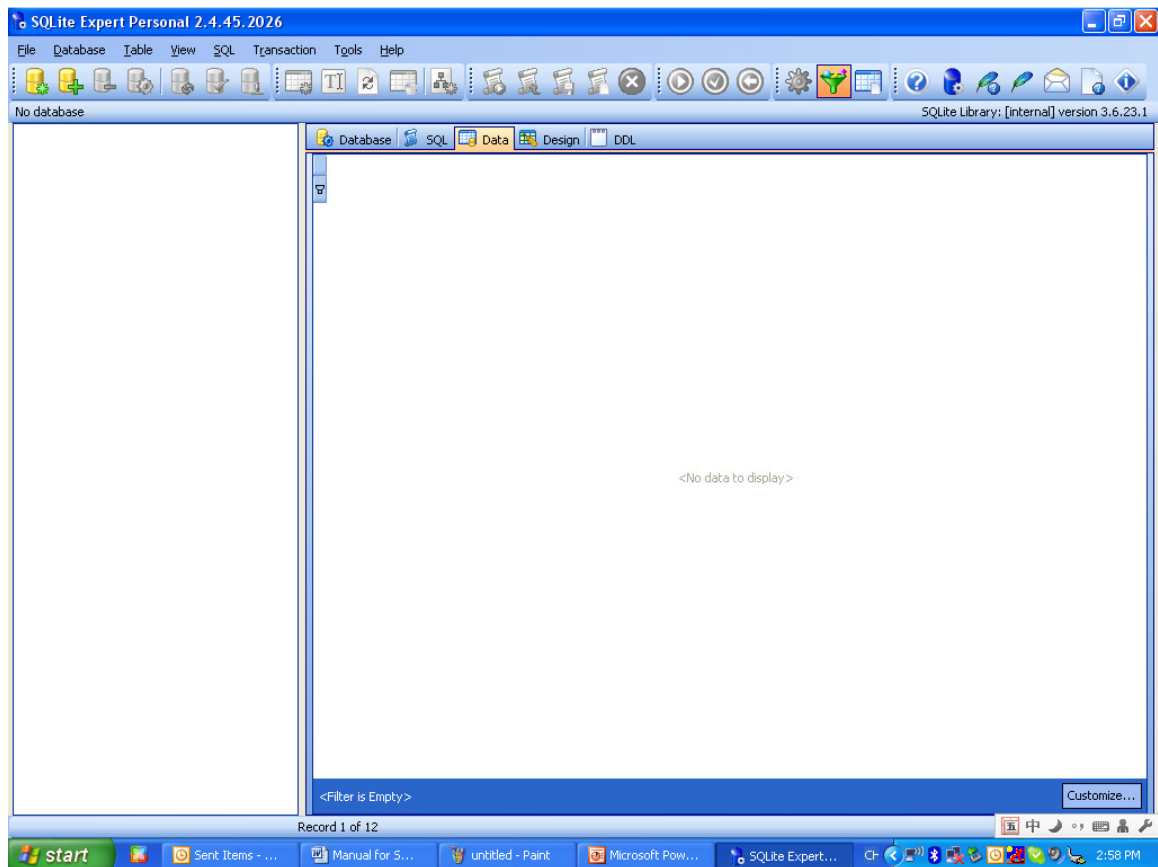 SQLite Expert Personal 2.4.45.2026
File Database Table View SQL Transaction Tools Help
No database
SQLite Library: [internal] version 3.6.23.1
Database SQL Data Design DDL
<No data to display>
<Filter is Empty>
Customize...
Record 1 of 12
五 中
start
Sent Items - ...
Manual for S...
untitled - Paint
Microsoft Pow...
SQLite Expert...
CH
2:58 PM